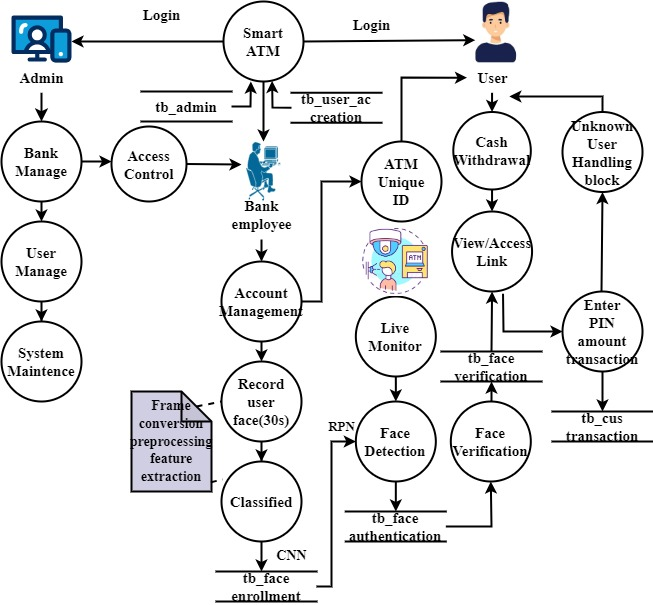 Login
Smart
ATM
Login
Admin
User
tb_admin
tb_user_ac
creation
Bank
Manage
Access
Control
Bank
employee
ATM
Unique
ID
Cash
Withdrawal
Unknown
User
Handling
block
User
Manage
View/Access
Link
ATM
Account
Management
Live
Monitor
Enter
PIN
amount
transaction
System
Maintence
tb_face
verification
Record
user
face(30s)
Frame
conversion
preprocessing
feature
extraction
RPN
Face
Detection
Face
Verification
tb_cus
transaction
Classified
tb_face
authentication
CNN
tb_face
enrollment